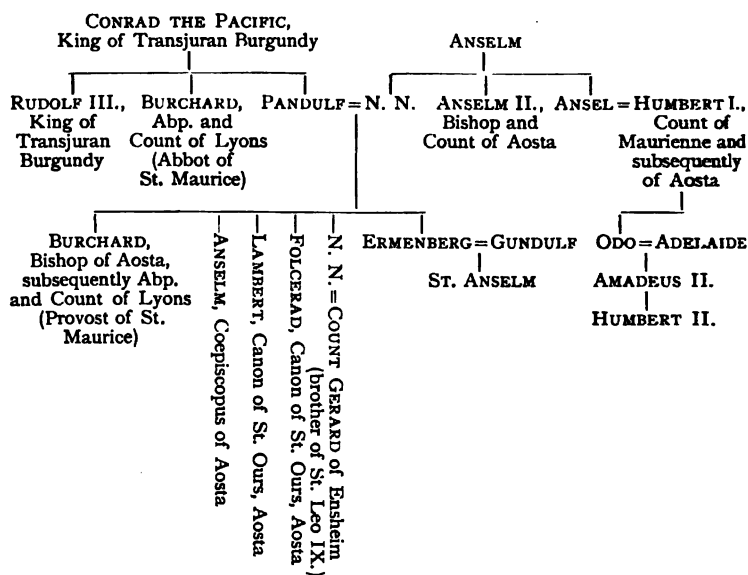 CONRAD THE PACIFIC,
King of Transjuran Burgundy
ANSELM
RUDOLF III.,
King of
Transjuran
Burgundy
BURCHARD,
Abp. and
Count of Lyons
(Abbot of
St. Maurice)
PANDULF=N. N.
ANSELM II.,
Bishop and
Count of Aosta
ANSEL=HUMBERT I.,
Count of
Maurienne and
subsequently
of Aosta
BURCHARD,
Bishop of Aosta,
subsequently Abp.
and Count of Lyons
(Provost of St.
Maurice)
ANSELM, Coepiscopus of Aosta
LAMBERT, Canon of St. Ours, Aosta
FOLCERAD, Canon of St. Ours, Aosta
N. N.=COUNT GERARD of Ensheim
(brother of St. Leo IX.)
ERMENBERG=GUNDULF
ST. ANSELM
ODO=ADELAIDE
AMADEUS II.
HUMBERT II.